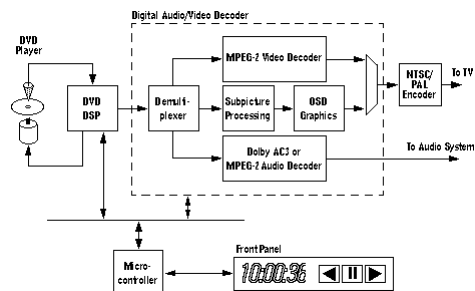 Digital Audio/Video Decoder
DVD
Player
DVD
DSP
Demulti-
plexer
MPEG-2 Video Decoder
Subpicture
Processing
OSD
Graphics
Dolby AC3 or
MPEG-2 Audio Decoder
NTSC/
PAL
Encoder
To TV
To Audio System
Micro-
controller
Front Panel
10:00:36